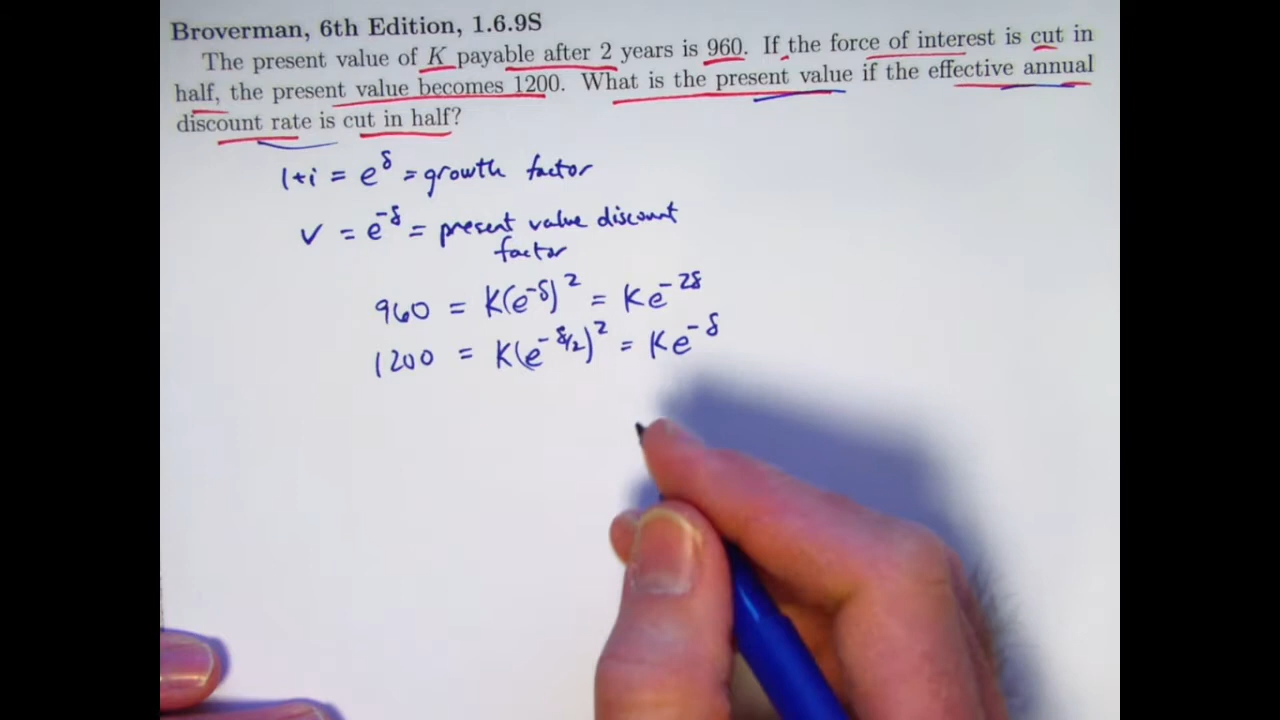 Broverman, 6th Edition, 1.6.9S
The present value of K payable after 2 years is 960. If the force of interest is cut in
half, the present value becomes 1200. What is the present value if the effective annual
discount rate is cut in half?
1+i = e^δ = growth factor
v = e^{-δ} = present value discount
factor
960 = K(e^{-δ})^2 = Ke^{-2δ}
1200 = K(e^{-δ/2})^2 = Ke^{-δ}